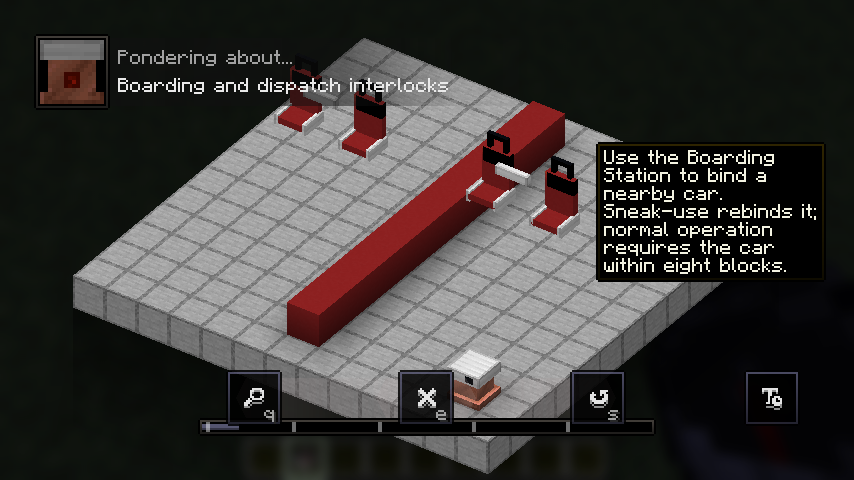 Pondering about...
Boarding and dispatch interlocks
Use the Boarding
Station to bind a
nearby car.
Sneak-use rebinds it;
normal operation
requires the car
within eight blocks.
q
e
s
T